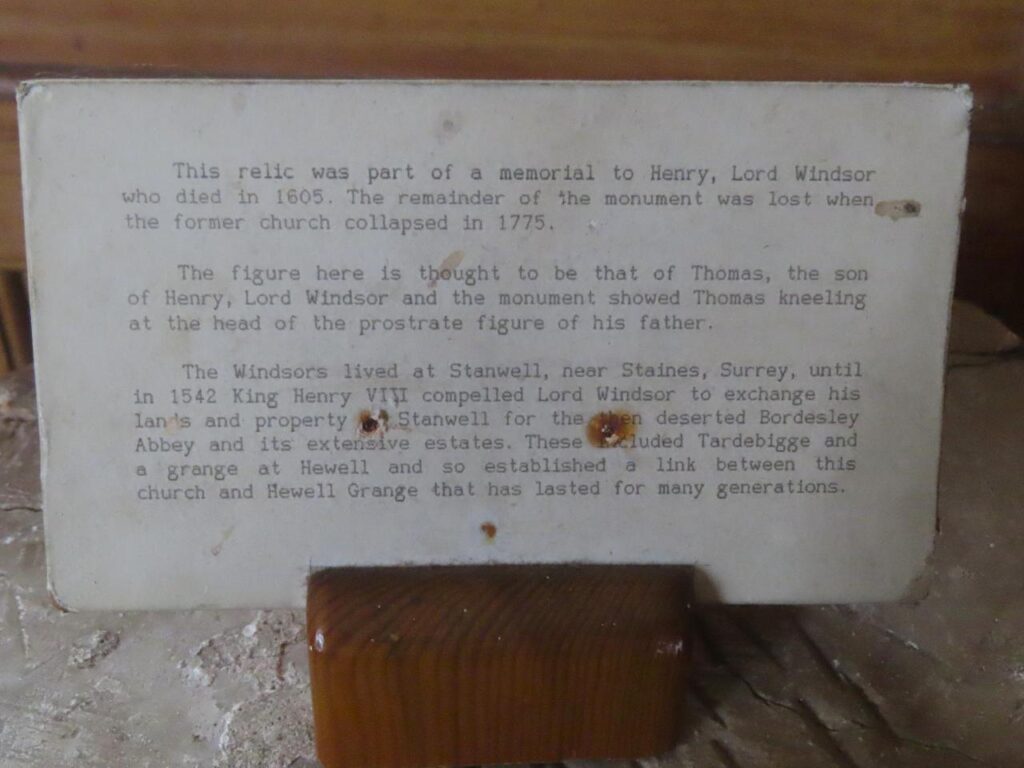 This relic was part of a memorial to Henry, Lord Windsor
who died in 1605. The remainder of the monument was lost when
the former church collapsed in 1775.
The figure here is thought to be that of Thomas, the son
of Henry, Lord Windsor and the monument showed Thomas kneeling
at the head of the prostrate figure of his father.
The Windsors lived at Stanwell, near Staines, Surrey, until
in 1542 King Henry VIII compelled Lord Windsor to exchange his
lands and property Stanwell for the then deserted Bordesley
Abbey and its extensive estates. These included Tardebigge and
a grange at Hewell and so established a link between this
church and Hewell Grange that has lasted for many generations.